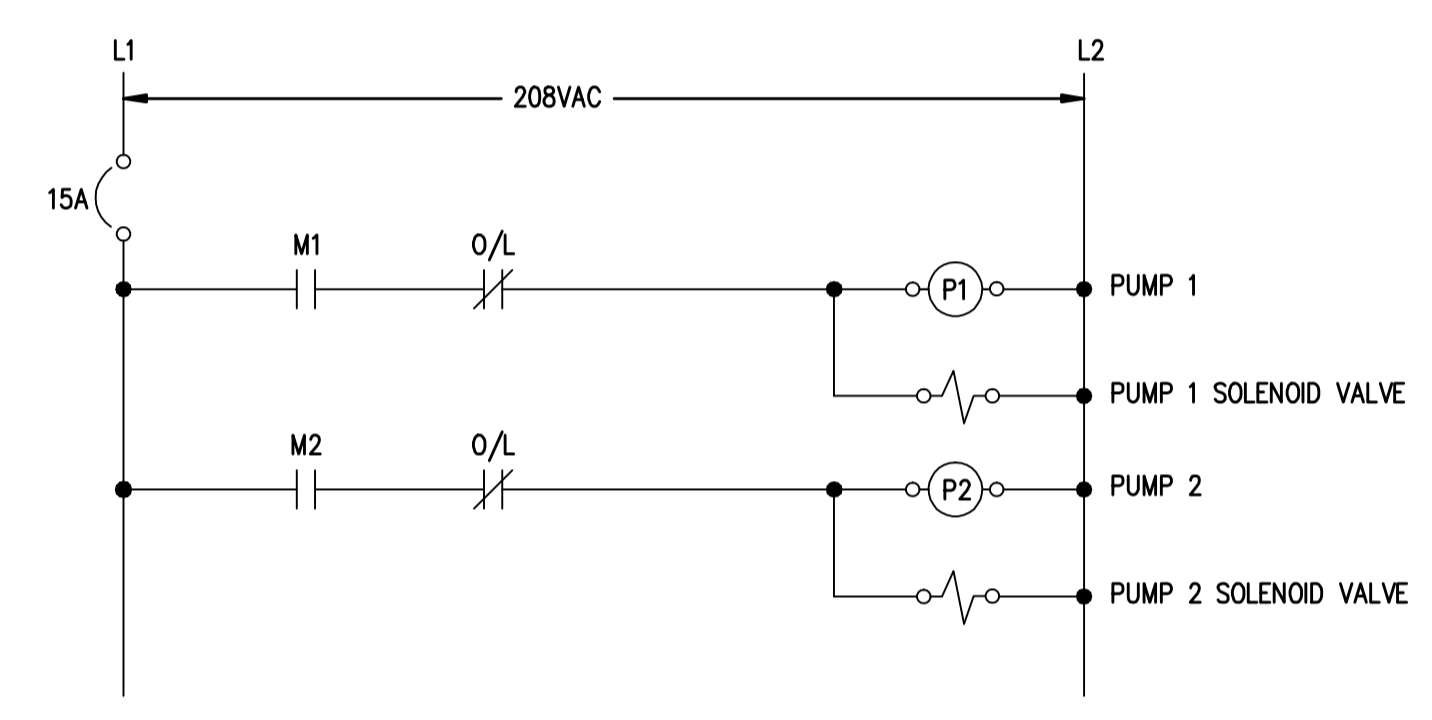 L1 L2
208VAC
15A
M1 O/L
P1 PUMP 1
PUMP 1 SOLENOID VALVE
M2 O/L
P2 PUMP 2
PUMP 2 SOLENOID VALVE